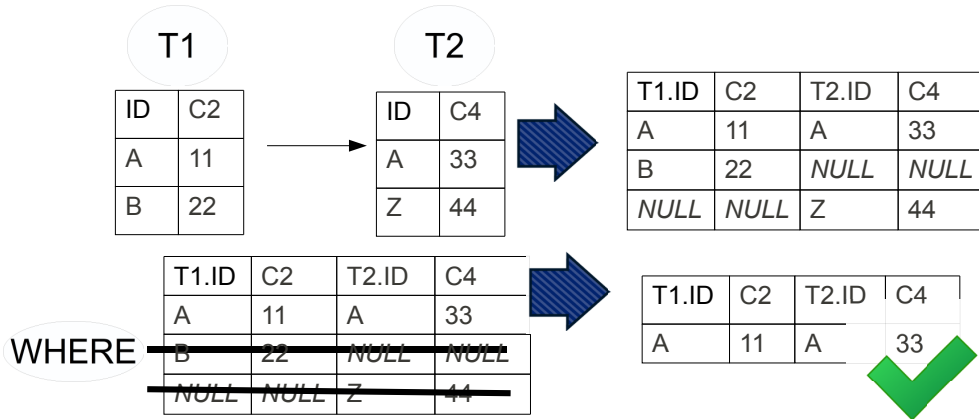 T1
T2
ID C2
A 11
B 22
ID C4
A 33
Z 44
T1.ID C2 T2.ID C4
A 11 A 33
B 22 NULL NULL
NULL NULL Z 44
T1.ID C2 T2.ID C4
A 11 A 33
B 22 NULL NULL
NULL NULL Z 44
WHERE
T1.ID C2 T2.ID C4
A 11 A 33